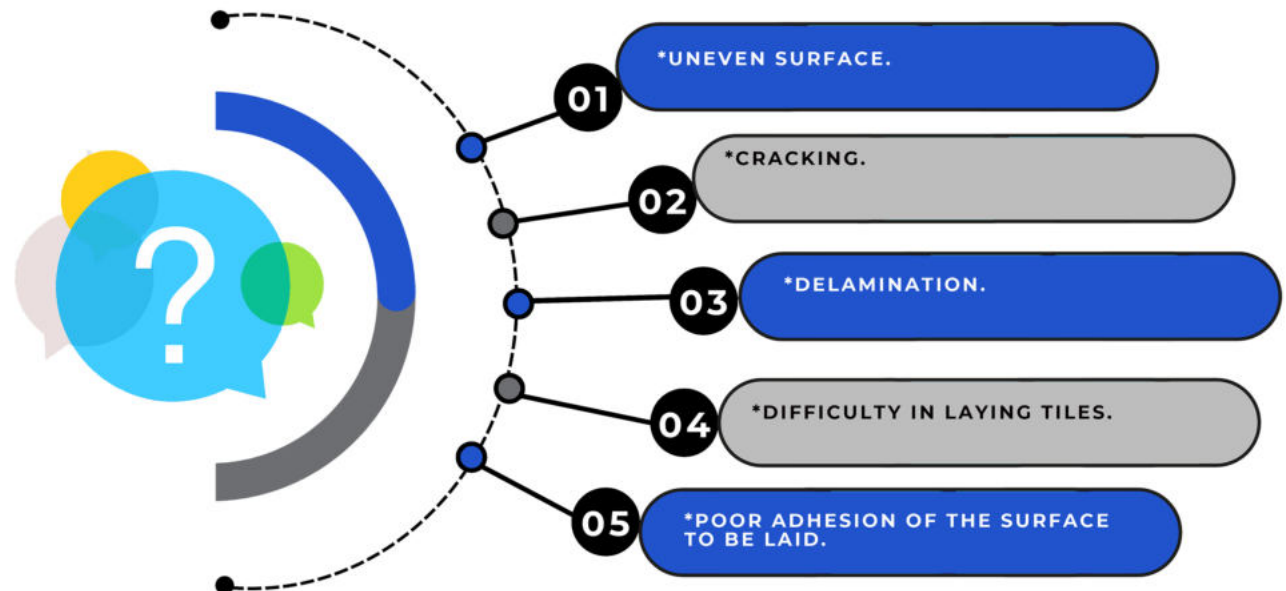 ?
01
*UNEVEN SURFACE.
02
*CRACKING.
03
*DELAMINATION.
04
*DIFFICULTY IN LAYING TILES.
05
*POOR ADHESION OF THE SURFACE
TO BE LAID.